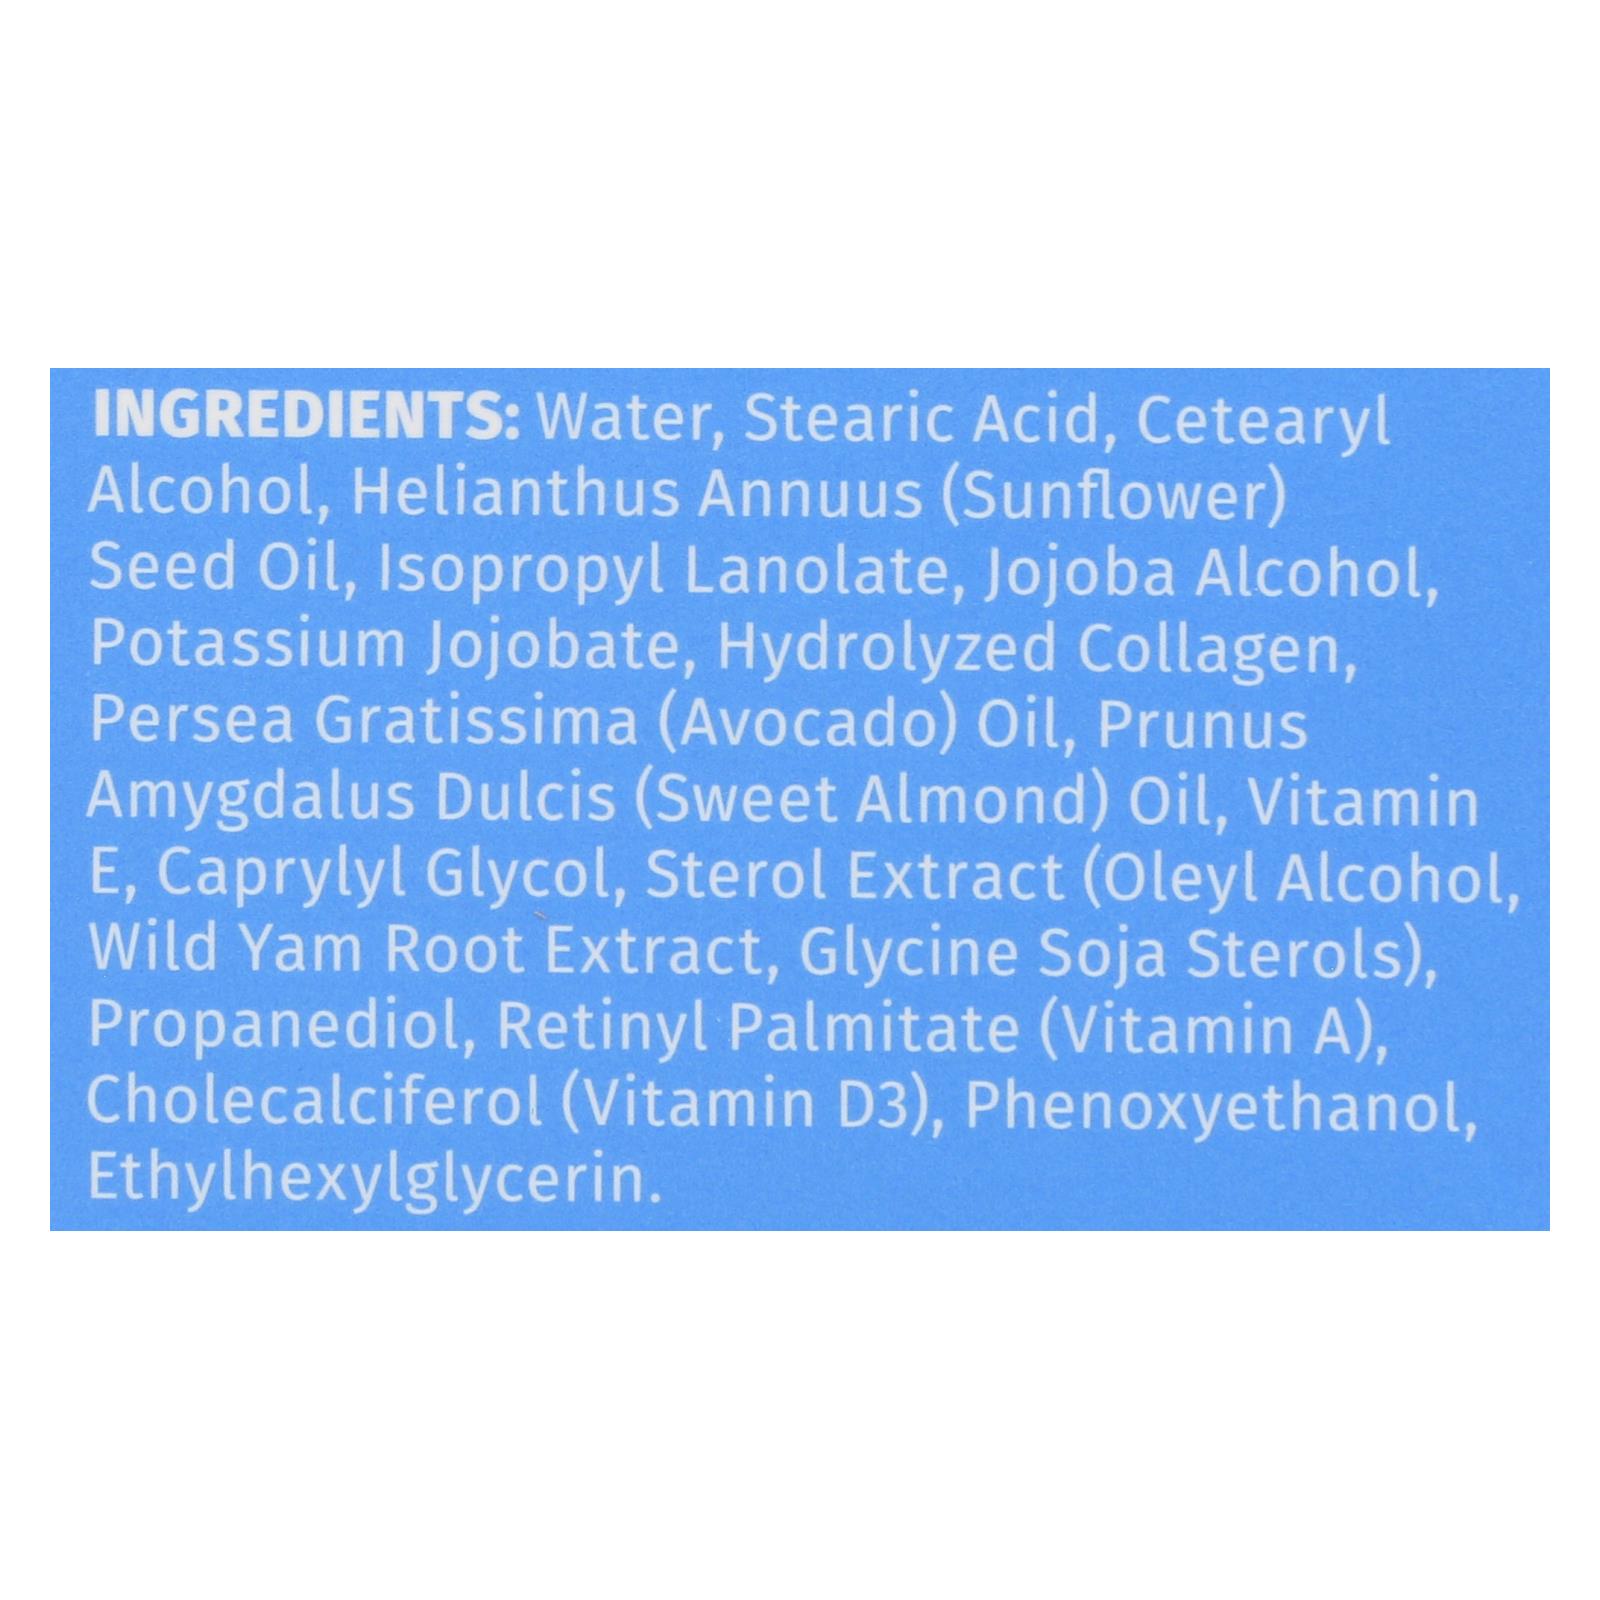 INGREDIENTS: Water, Stearic Acid, Cetearyl
Alcohol, Helianthus Annuus (Sunflower)
Seed Oil, Isopropyl Lanolate, Jojoba Alcohol,
Potassium Jojobate, Hydrolyzed Collagen,
Persea Gratissima (Avocado) Oil, Prunus
Amygdalus Dulcis (Sweet Almond) Oil, Vitamin
E, Caprylyl Glycol, Sterol Extract (Oleyl Alcohol,
Wild Yam Root Extract, Glycine Soja Sterols),
Propanediol, Retinyl Palmitate (Vitamin A),
Cholecalciferol (Vitamin D3), Phenoxyethanol,
Ethylhexylglycerin.